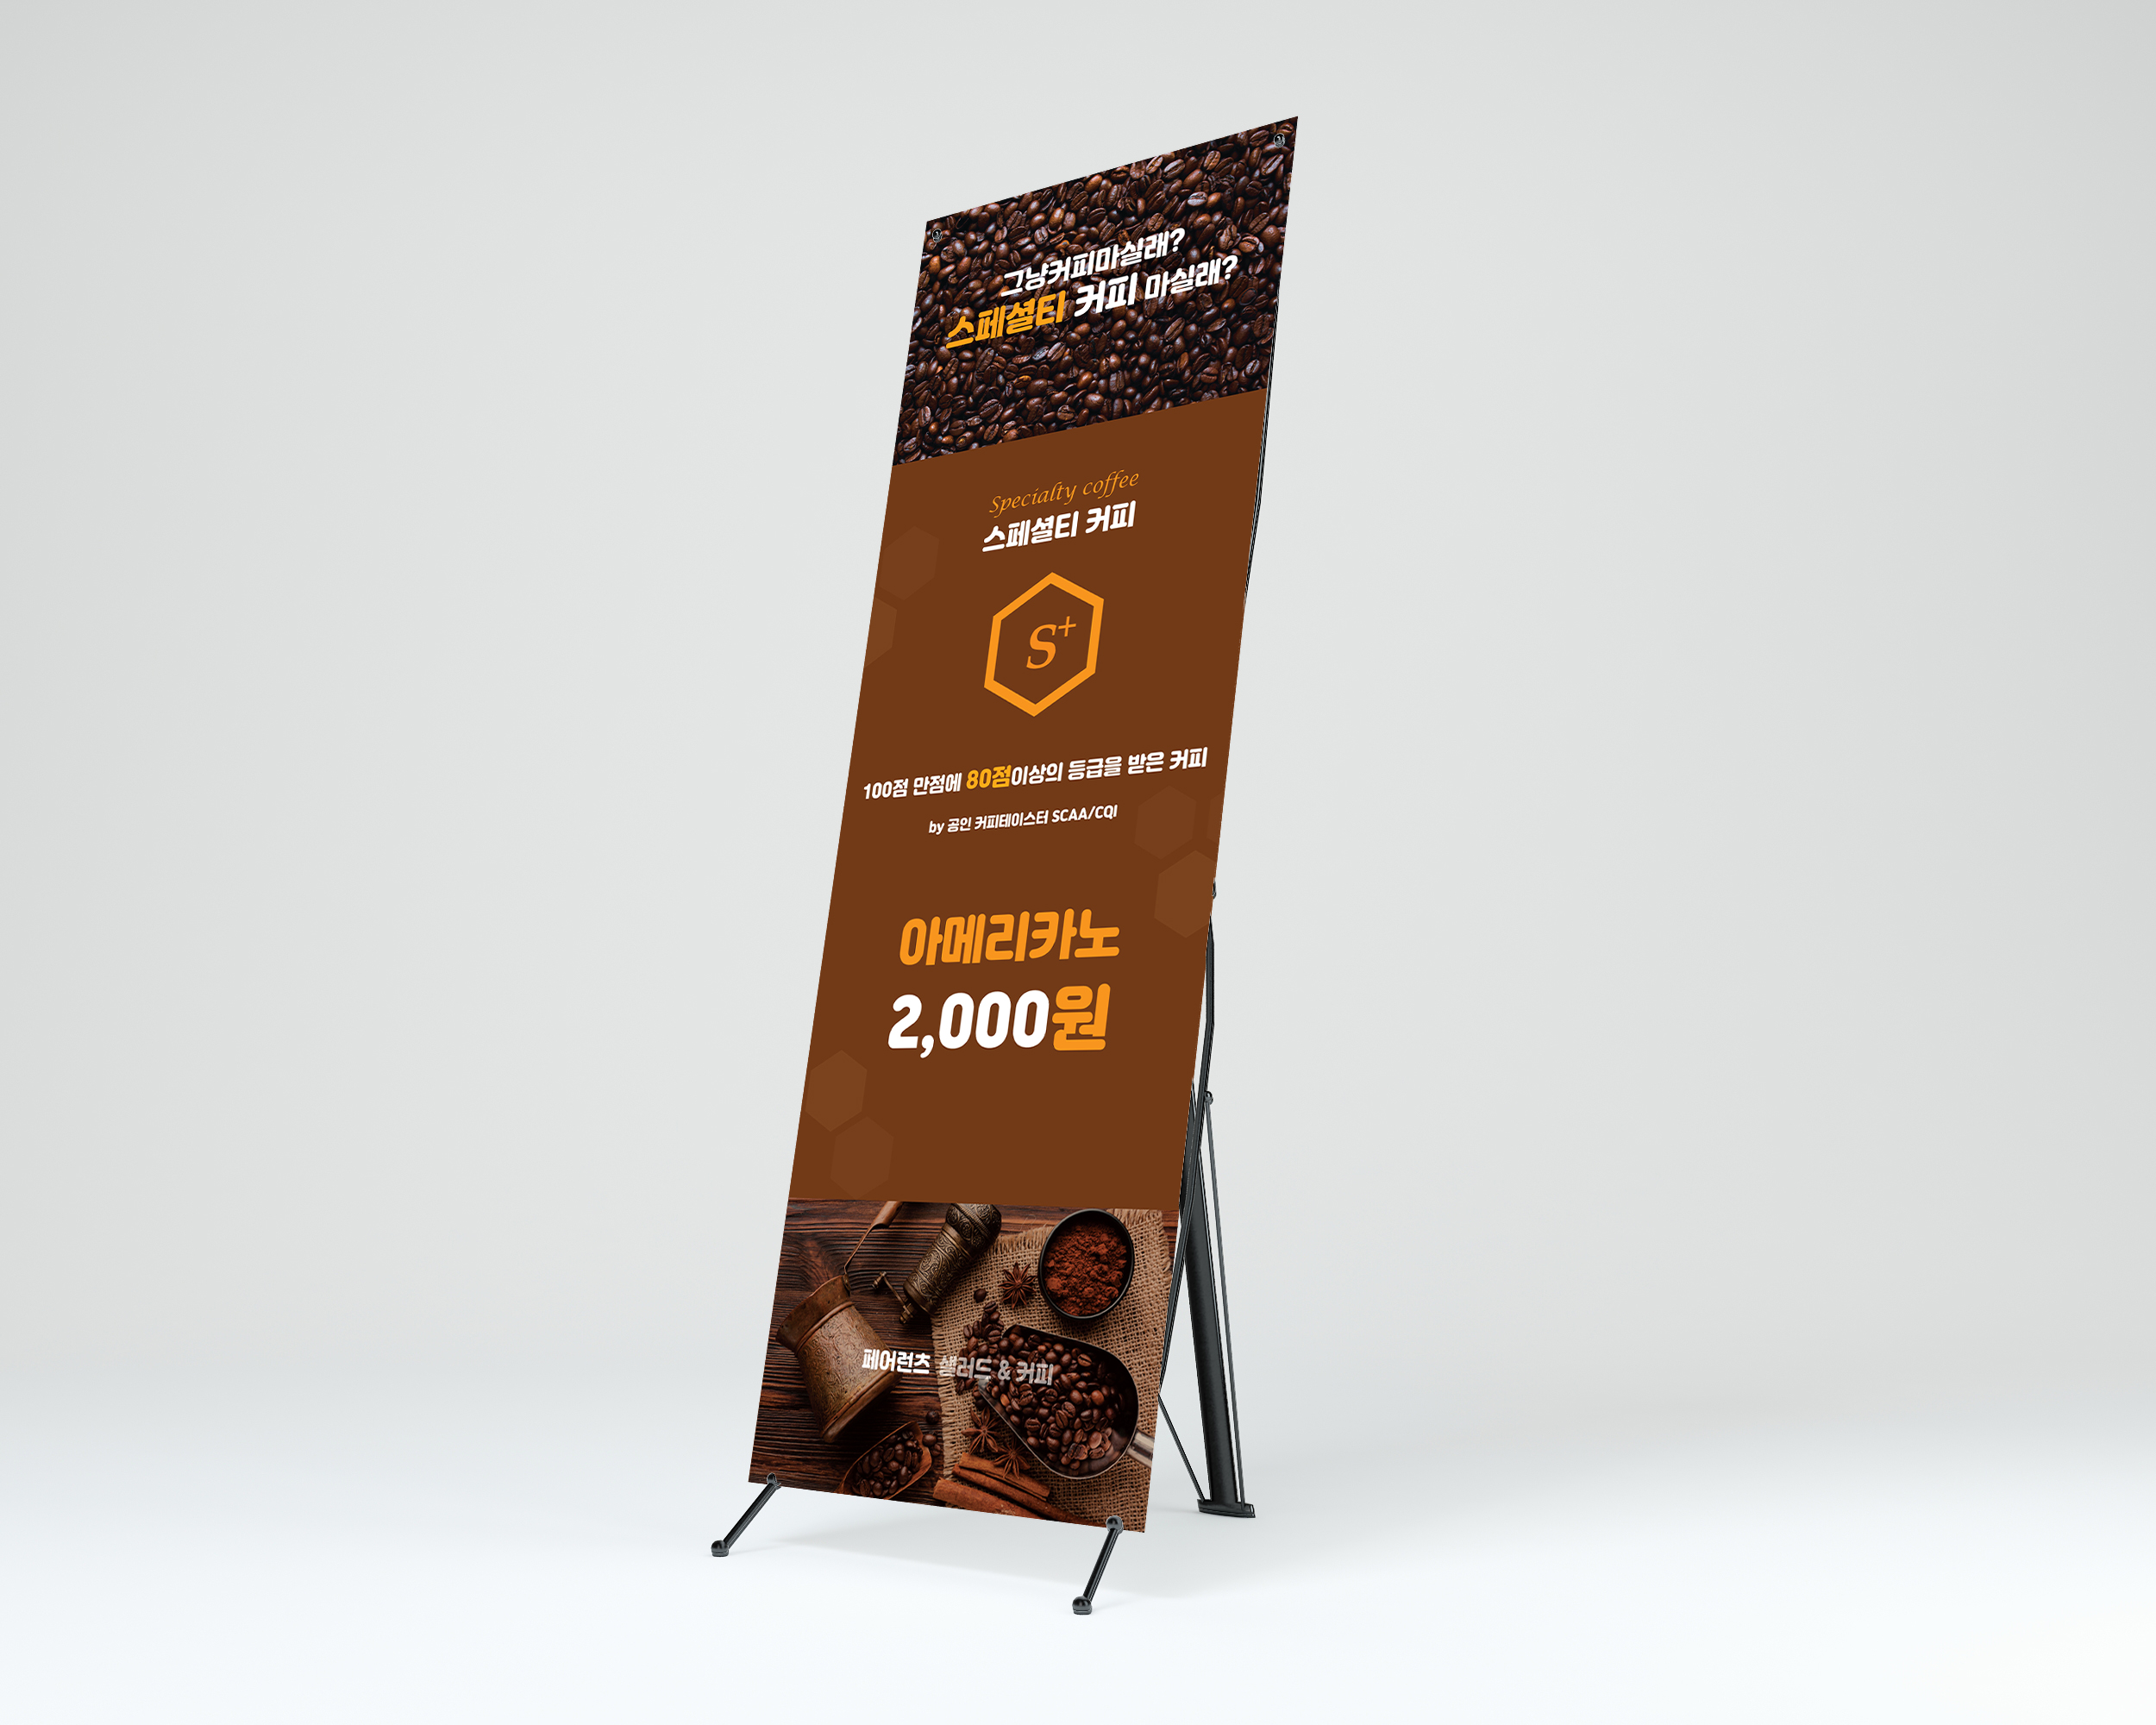 그냥커피마실래?
스페셜티 커피 마실래?
Specialty coffee
스페셜티 커피
S+
100점 만점에 80점이상의 등급을 받은 커피
by 공인 커피테이스터 SCAA/CQI
아메리카노
2,000원
페어런츠 샐러드 & 커피